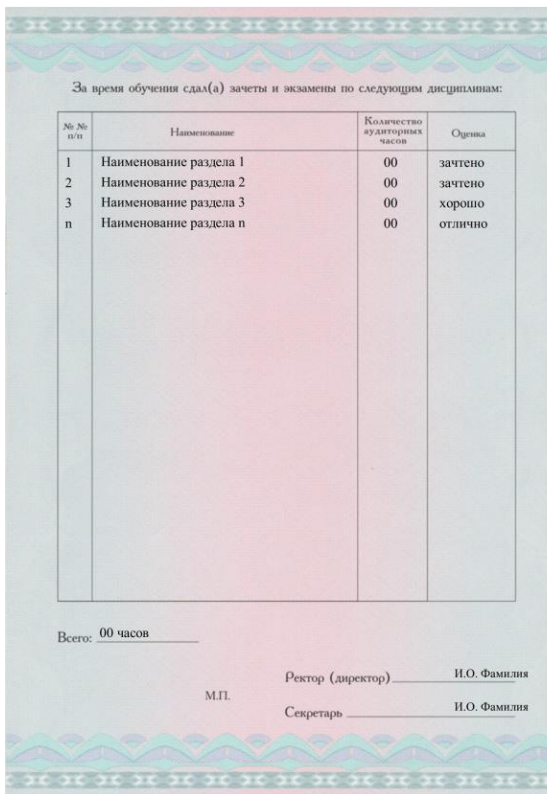 За время обучения сдал(а) зачеты и экзамены по следующим дисциплинам:
№ №
п/п
Наименование
Количество
аудиторных
часов
Оценка
1 Наименование раздела 1 00 зачтено
2 Наименование раздела 2 00 зачтено
3 Наименование раздела 3 00 хорошо
n Наименование раздела n 00 отлично
Всего: 00 часов
Ректор (директор) И.О. Фамилия
М.П.
Секретарь И.О. Фамилия